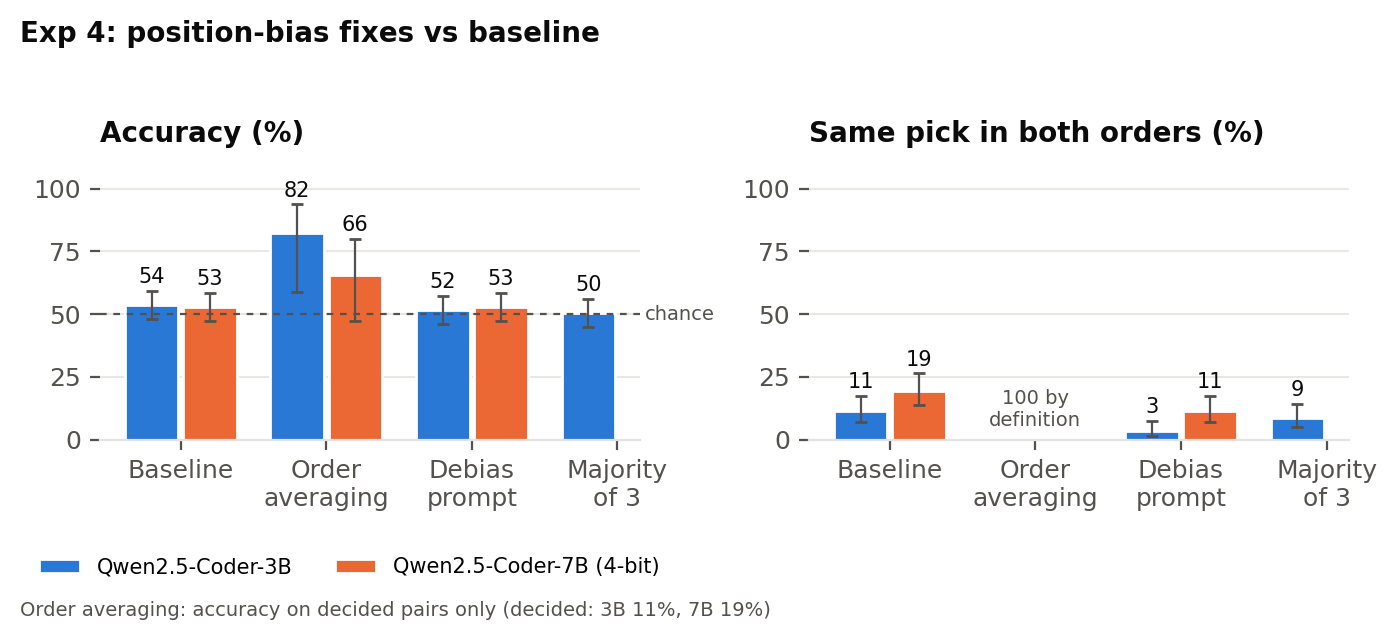 Exp 4: position-bias fixes vs baseline
Accuracy (%)
100
75
50
25
0
82
66
54
53
52
53
50
chance
Baseline
Order
averaging
Debias
prompt
Majority
of 3
Same pick in both orders (%)
100
75
50
25
0
11
19
100 by
definition
3
11
9
Baseline
Order
averaging
Debias
prompt
Majority
of 3
Qwen2.5-Coder-3B
Qwen2.5-Coder-7B (4-bit)
Order averaging: accuracy on decided pairs only (decided: 3B 11%, 7B 19%)